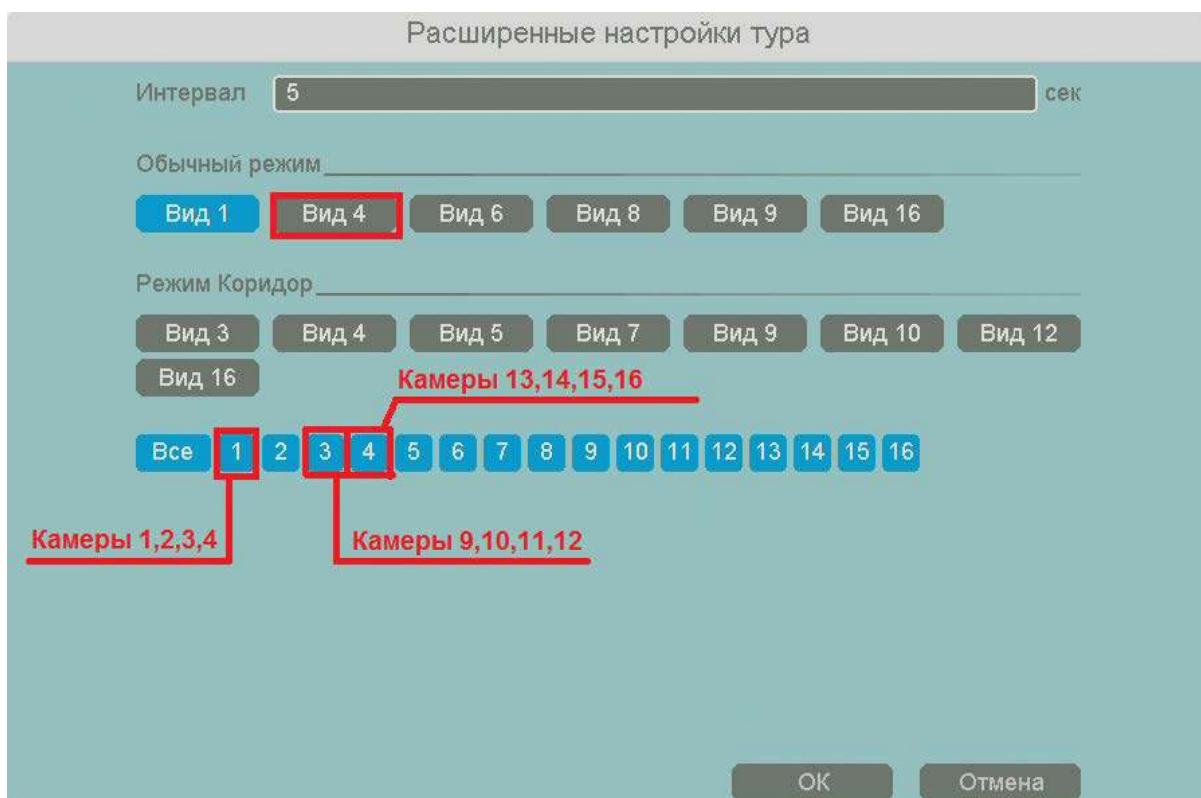 Расширенные настройки тура
Интервал 5 сек
Обычный режим
Вид 1 Вид 4 Вид 6 Вид 8 Вид 9 Вид 16
Режим Коридор
Вид 3 Вид 4 Вид 5 Вид 7 Вид 9 Вид 10 Вид 12
Вид 16
Камеры 13,14,15,16
Все 1 2 3 4 5 6 7 8 9 10 11 12 13 14 15 16
Камеры 1,2,3,4 Камеры 9,10,11,12
ОК Отмена